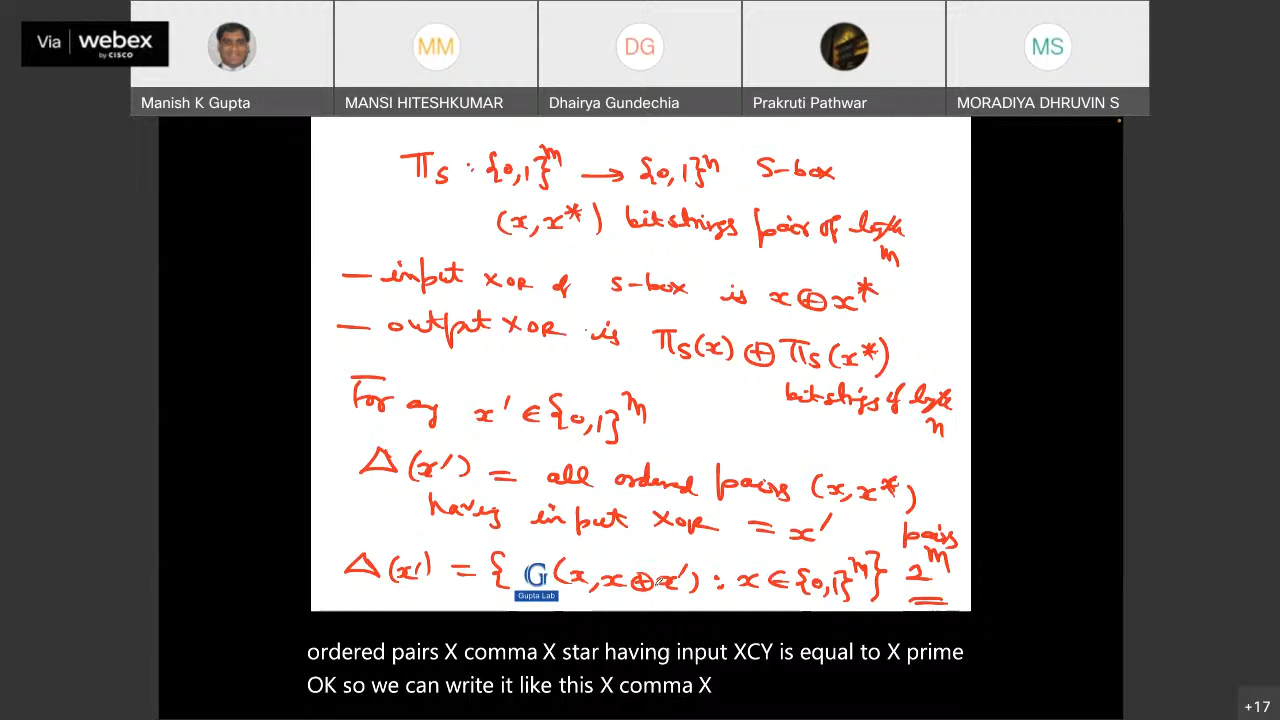 Via webex
by CISCO
MM
DG
MS
Manish K Gupta
MANSI HITESHKUMAR
Dhairya Gundechia
Prakruti Pathwar
MORADIYA DHRUVIN S
π_S : {0,1}^m → {0,1}^n S-box
(x, x*) bitstrings pair of length m
— input XOR of S-box is x ⊕ x*
— output XOR is π_S(x) ⊕ π_S(x*)
bitstrings of length n
For any x' ∈ {0,1}^m
Δ(x') = all ordered pairs (x, x*)
having input XOR = x'
pairs
Δ(x') = { (x, x⊕x') : x ∈ {0,1}^m } 2^m
G
Gupta Lab
ordered pairs X comma X star having input XCY is equal to X prime
OK so we can write it like this X comma X
+17